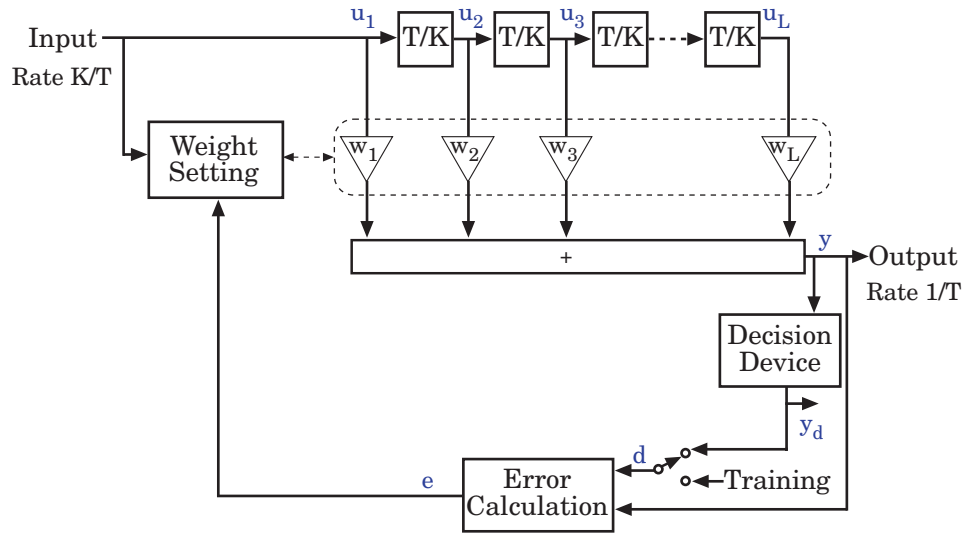 u1 u2 u3 uL
Input T/K T/K T/K T/K
Rate K/T
Weight
Setting
w1 w2 w3 wL
+ y Output
Rate 1/T
Decision
Device
yd
d
Training
e Error
Calculation